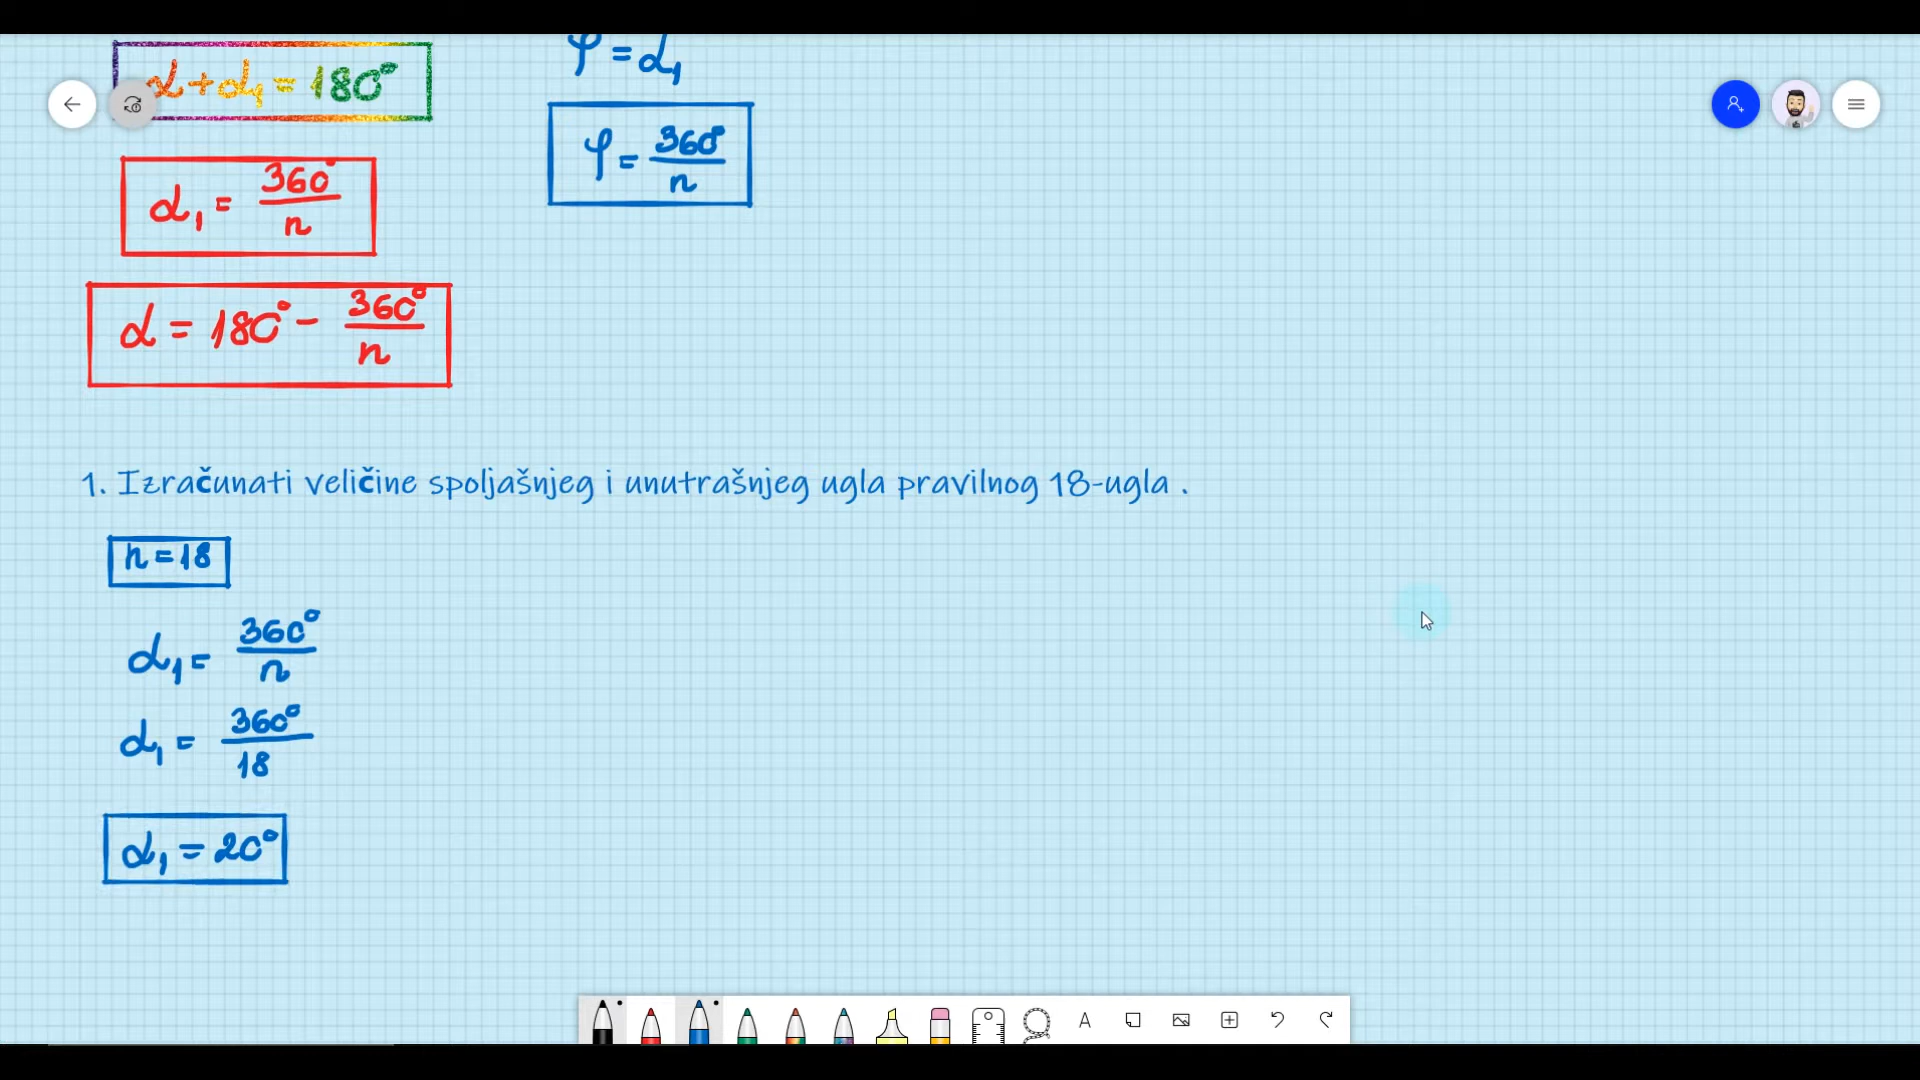 α+α₁=180°
α₁ = 360°/n
α = 180° - 360°/n
φ=α₁
φ = 360°/n
1. Izračunati veličine spoljašnjeg i unutrašnjeg ugla pravilnog 18-ugla .
n=18
α₁ = 360°/n
α₁ = 360°/18
α₁ = 20°
A